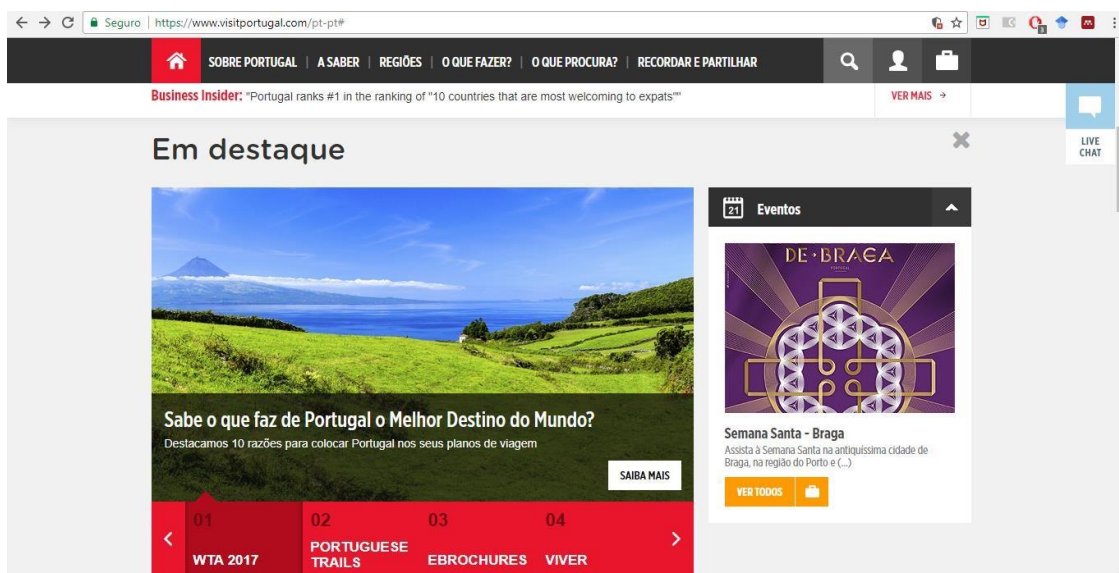 Seguro | https://www.visitportugal.com/pt-pt#
SOBRE PORTUGAL | A SABER | REGIÕES | O QUE FAZER? | O QUE PROCURA? | RECORDAR E PARTILHAR
Business Insider: "Portugal ranks #1 in the ranking of "10 countries that are most welcoming to expats""
VER MAIS
LIVE
CHAT
Em destaque
21 Eventos
DE · BRAGA
PORTUGAL
Sabe o que faz de Portugal o Melhor Destino do Mundo?
Destacamos 10 razões para colocar Portugal nos seus planos de viagem
SAIBA MAIS
Semana Santa - Braga
Assista à Semana Santa na antiquíssima cidade de
Braga, na região do Porto e (...)
VER TODOS
01 02 03 04
WTA 2017
PORTUGUESE
TRAILS
EBROCHURES
VIVER